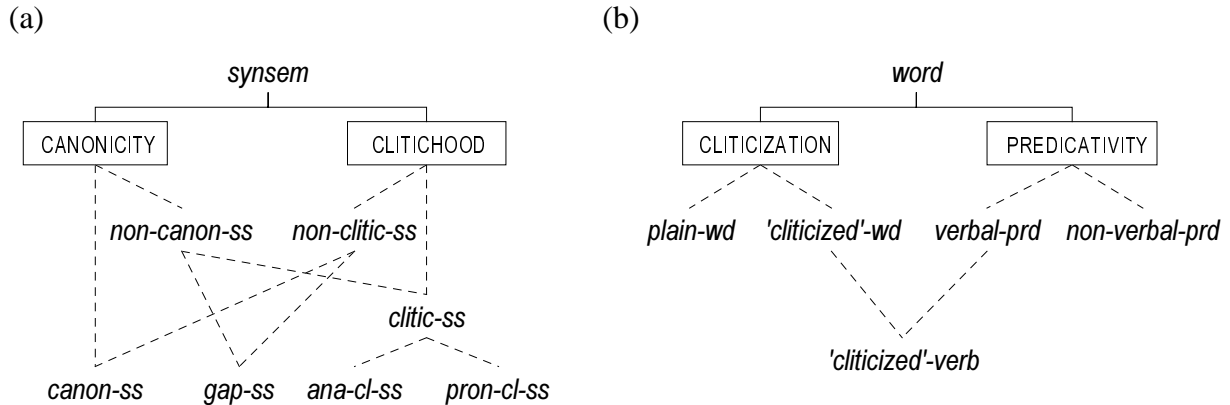 (a)
synsem
CANONICITY CLITICHOOD
non-canon-ss non-clitic-ss
clitic-ss
canon-ss gap-ss ana-cl-ss pron-cl-ss
(b)
word
CLITICIZATION PREDICATIVITY
plain-wd 'cliticized'-wd verbal-prd non-verbal-prd
'cliticized'-verb